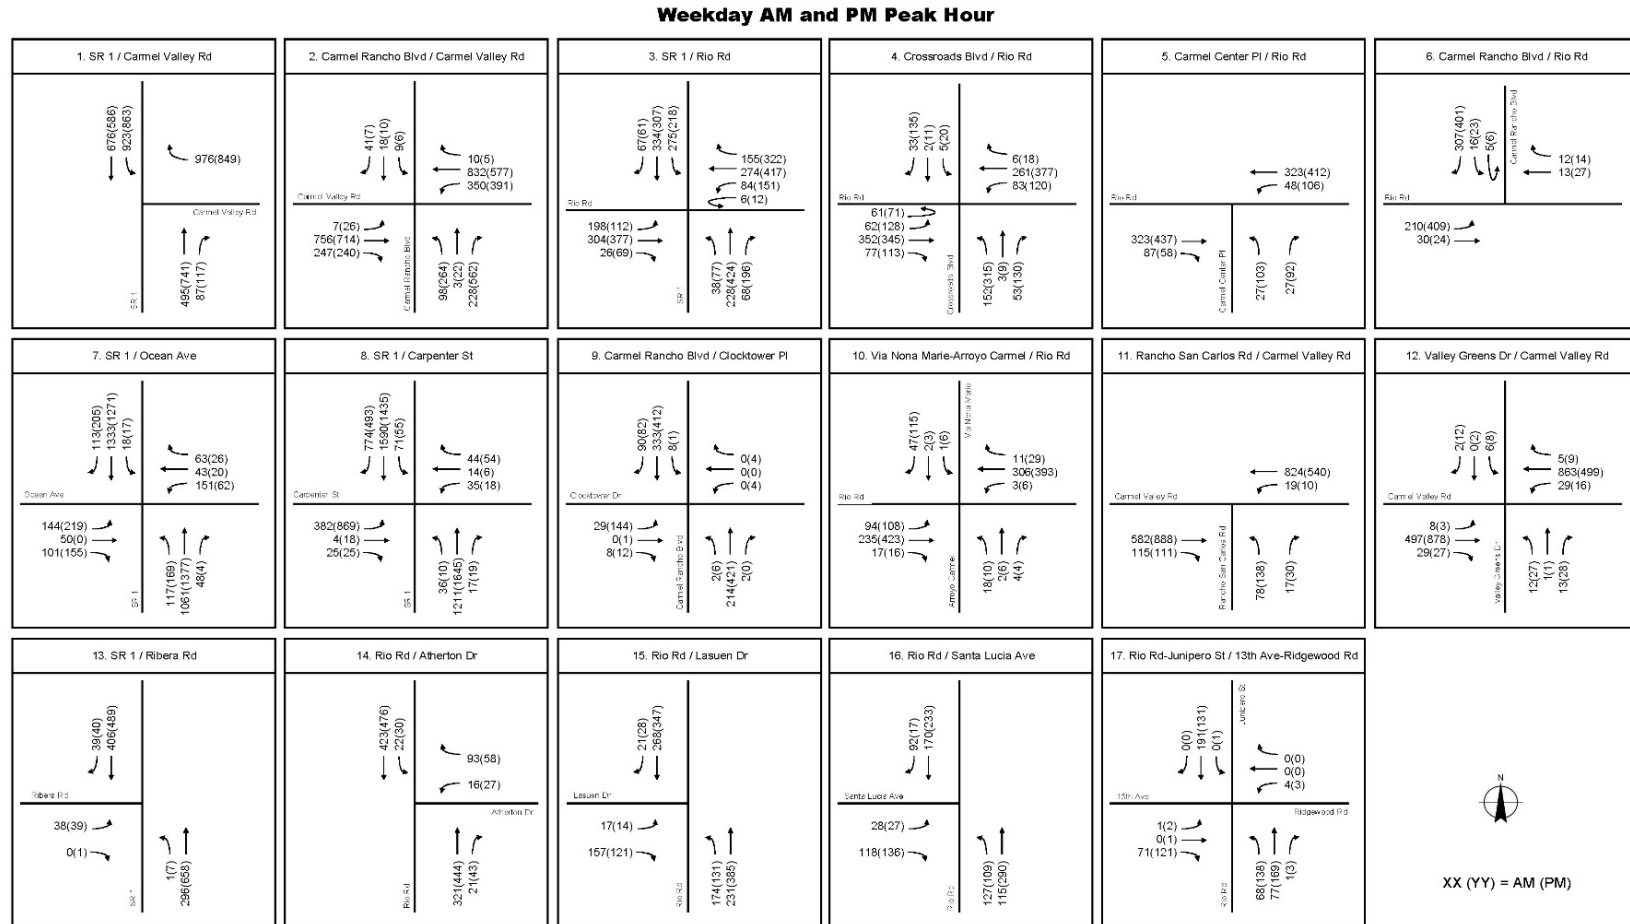 Weekday AM and PM Peak Hour
1. SR 1 / Carmel Valley Rd
676(586)
923(863)
976(849)
Carmel Valley Rd
SR 1
495(741)
87(117)
2. Carmel Rancho Blvd / Carmel Valley Rd
41(7)
18(10)
9(6)
10(5)
832(577)
350(391)
Carmel Valley Rd
7(26)
756(714)
247(240)
Carmel Rancho Blvd
98(264)
3(22)
228(562)
3. SR 1 / Rio Rd
67(61)
334(307)
275(218)
155(322)
274(417)
84(151)
6(12)
Rio Rd
198(112)
304(377)
26(69)
SR 1
38(77)
228(424)
68(196)
4. Crossroads Blvd / Rio Rd
33(135)
2(11)
5(20)
6(18)
261(377)
83(120)
Rio Rd
61(71)
62(128)
352(345)
77(113)
Crossroads Blvd
152(315)
3(9)
53(130)
5. Carmel Center Pl / Rio Rd
323(412)
48(106)
Rio Rd
323(437)
87(58)
Carmel Center Pl
27(103)
27(92)
6. Carmel Rancho Blvd / Rio Rd
307(401)
16(23)
5(6)
Carmel Rancho Blvd
12(14)
13(27)
Rio Rd
210(409)
30(24)
7. SR 1 / Ocean Ave
113(205)
1333(1271)
18(17)
63(26)
43(20)
151(62)
Ocean Ave
144(219)
50(0)
101(155)
SR 1
117(169)
1061(1377)
48(4)
8. SR 1 / Carpenter St
774(493)
1590(1435)
71(55)
44(54)
14(6)
35(18)
Carpenter St
382(869)
4(18)
25(25)
SR 1
36(10)
1211(1645)
17(19)
9. Carmel Rancho Blvd / Clocktower Pl
90(82)
333(412)
8(1)
0(4)
0(0)
0(4)
Clocktower Dr
29(144)
0(1)
8(12)
Carmel Rancho Blvd
2(6)
214(421)
2(0)
10. Via Nona Marie-Arroyo Carmel / Rio Rd
47(115)
2(3)
1(6)
Via Nona Marie
11(29)
306(393)
3(6)
Rio Rd
94(108)
235(423)
17(16)
Arroyo Carmel
18(10)
2(6)
4(4)
11. Rancho San Carlos Rd / Carmel Valley Rd
824(540)
19(10)
Carmel Valley Rd
582(888)
115(111)
Rancho San Carlos Rd
78(138)
17(30)
12. Valley Greens Dr / Carmel Valley Rd
2(12)
0(2)
6(8)
5(9)
863(499)
29(16)
Carmel Valley Rd
8(3)
497(878)
29(27)
Valley Greens Dr
12(27)
1(1)
13(28)
13. SR 1 / Ribera Rd
39(40)
406(489)
Ribera Rd
38(39)
0(1)
SR 1
1(7)
296(658)
14. Rio Rd / Atherton Dr
423(476)
22(30)
93(58)
16(27)
Atherton Dr
Rio Rd
321(444)
21(43)
15. Rio Rd / Lasuen Dr
21(28)
268(347)
Lasuen Dr
17(14)
157(121)
Rio Rd
174(131)
231(385)
16. Rio Rd / Santa Lucia Ave
92(17)
170(233)
Santa Lucia Ave
28(27)
118(136)
Rio Rd
127(109)
115(290)
17. Rio Rd-Junipero St / 13th Ave-Ridgewood Rd
0(0)
191(131)
0(1)
Junipero St
0(0)
0(0)
4(3)
13th Ave
Ridgewood Rd
1(2)
0(1)
71(121)
Rio Rd
68(138)
77(169)
1(3)
N
XX (YY) = AM (PM)